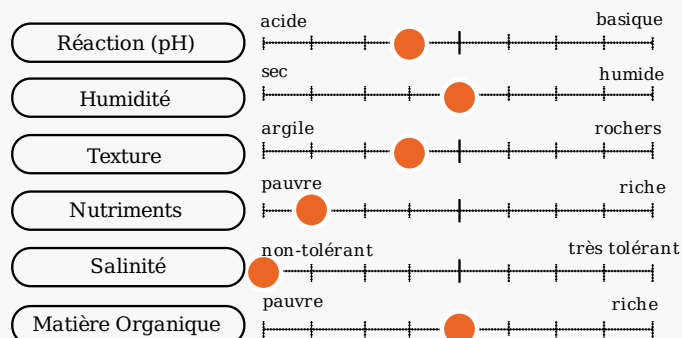 acide basique
Réaction (pH)
sec humide
Humidité
argile rochers
Texture
pauvre riche
Nutriments
non-tolérant très tolérant
Salinité
pauvre riche
Matière Organique